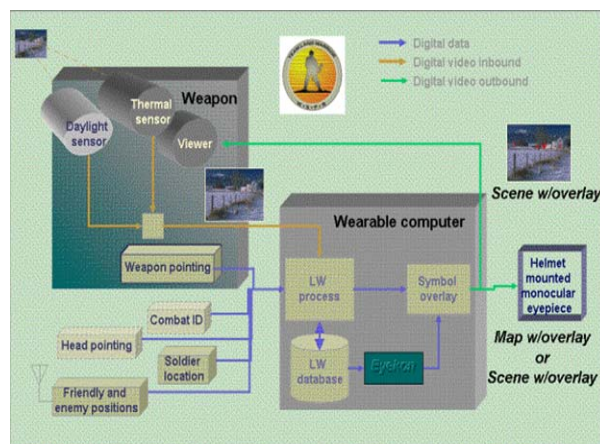 Digital data
Digital video inbound
Digital video outbound
Weapon
Thermal
sensor
Daylight
sensor
Viewer
Scene w/overlay
Wearable computer
Weapon pointing
LW
process
Symbol
overlay
Helmet
mounted
monocular
eyepiece
Combat ID
Head pointing
Soldier
location
LW
database
Eyekon
Map w/overlay
or
Scene w/overlay
Friendly and
enemy positions